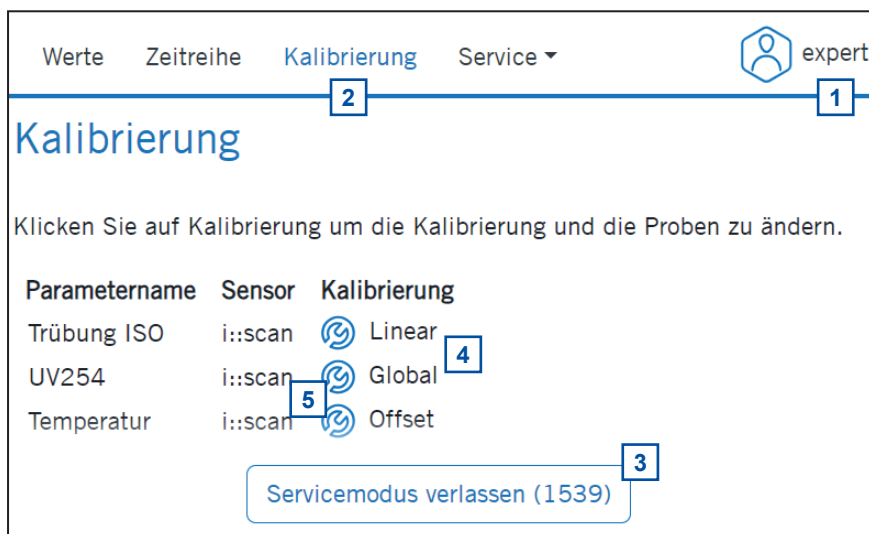 Werte Zeitreihe Kalibrierung Service expert
2 1
Kalibrierung
Klicken Sie auf Kalibrierung um die Kalibrierung und die Proben zu ändern.
Parametername Sensor Kalibrierung
Trübung ISO i::scan Linear
4
UV254 i::scan Global
5
Temperatur i::scan Offset
3
Servicemodus verlassen (1539)